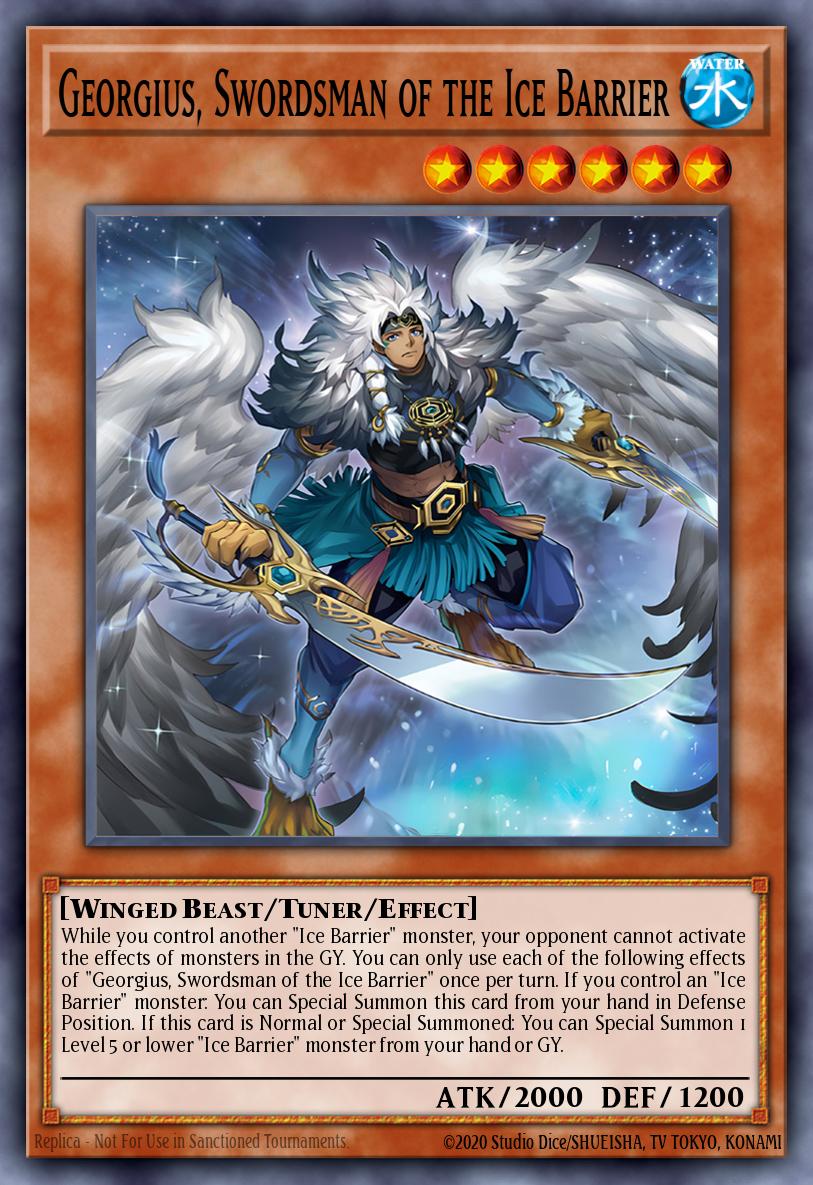 Georgius, Swordsman of the Ice Barrier
WATER
水
[Winged Beast/Tuner/Effect]
While you control another "Ice Barrier" monster, your opponent cannot activate
the effects of monsters in the GY. You can only use each of the following effects
of "Georgius, Swordsman of the Ice Barrier" once per turn. If you control an "Ice
Barrier" monster: You can Special Summon this card from your hand in Defense
Position. If this card is Normal or Special Summoned: You can Special Summon 1
Level 5 or lower "Ice Barrier" monster from your hand or GY.
ATK/2000 DEF/1200
Replica - Not For Use in Sanctioned Tournaments.
©2020 Studio Dice/SHUEISHA, TV TOKYO, KONAMI